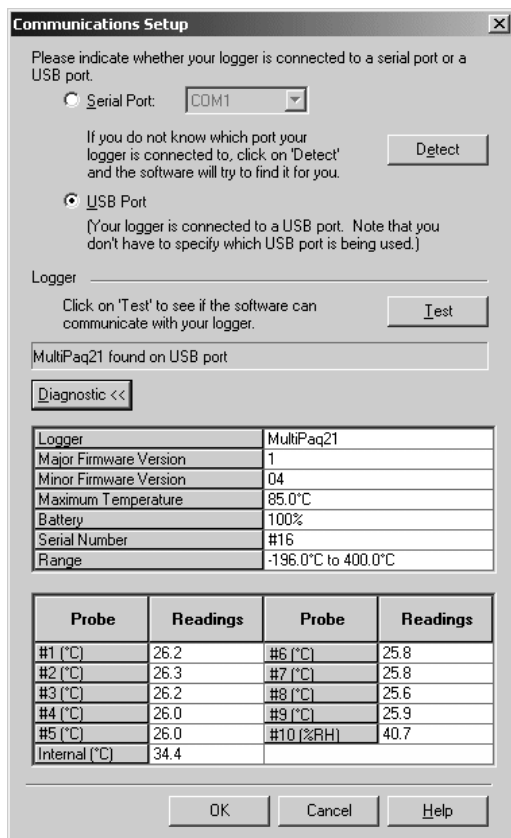 Communications Setup
Please indicate whether your logger is connected to a serial port or a
USB port.
Serial Port: COM1
If you do not know which port your
logger is connected to, click on 'Detect'
and the software will try to find it for you.
Detect
USB Port
(Your logger is connected to a USB port. Note that you
don't have to specify which USB port is being used.)
Logger
Click on 'Test' to see if the software can
communicate with your logger.
Test
MultiPaq21 found on USB port
Diagnostic <<
Logger MultiPaq21
Major Firmware Version 1
Minor Firmware Version 04
Maximum Temperature 85.0°C
Battery 100%
Serial Number #16
Range -196.0°C to 400.0°C
Probe Readings Probe Readings
#1 (°C) 26.2 #6 (°C) 25.8
#2 (°C) 26.3 #7 (°C) 25.8
#3 (°C) 26.2 #8 (°C) 25.6
#4 (°C) 26.0 #9 (°C) 25.9
#5 (°C) 26.0 #10 (%RH) 40.7
Internal (°C) 34.4
OK Cancel Help